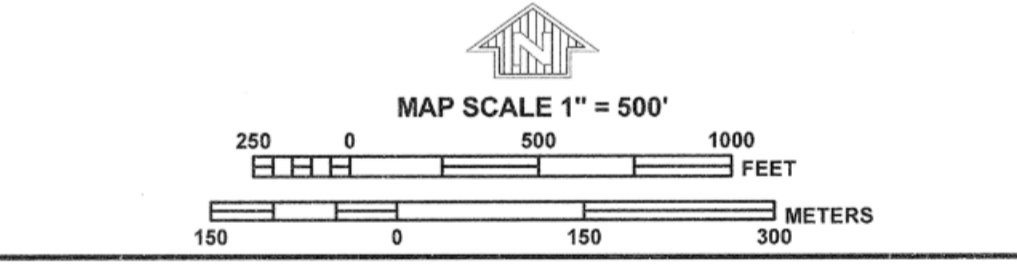 N
MAP SCALE 1" = 500'
250 0 500 1000
FEET
METERS
150 0 150 300